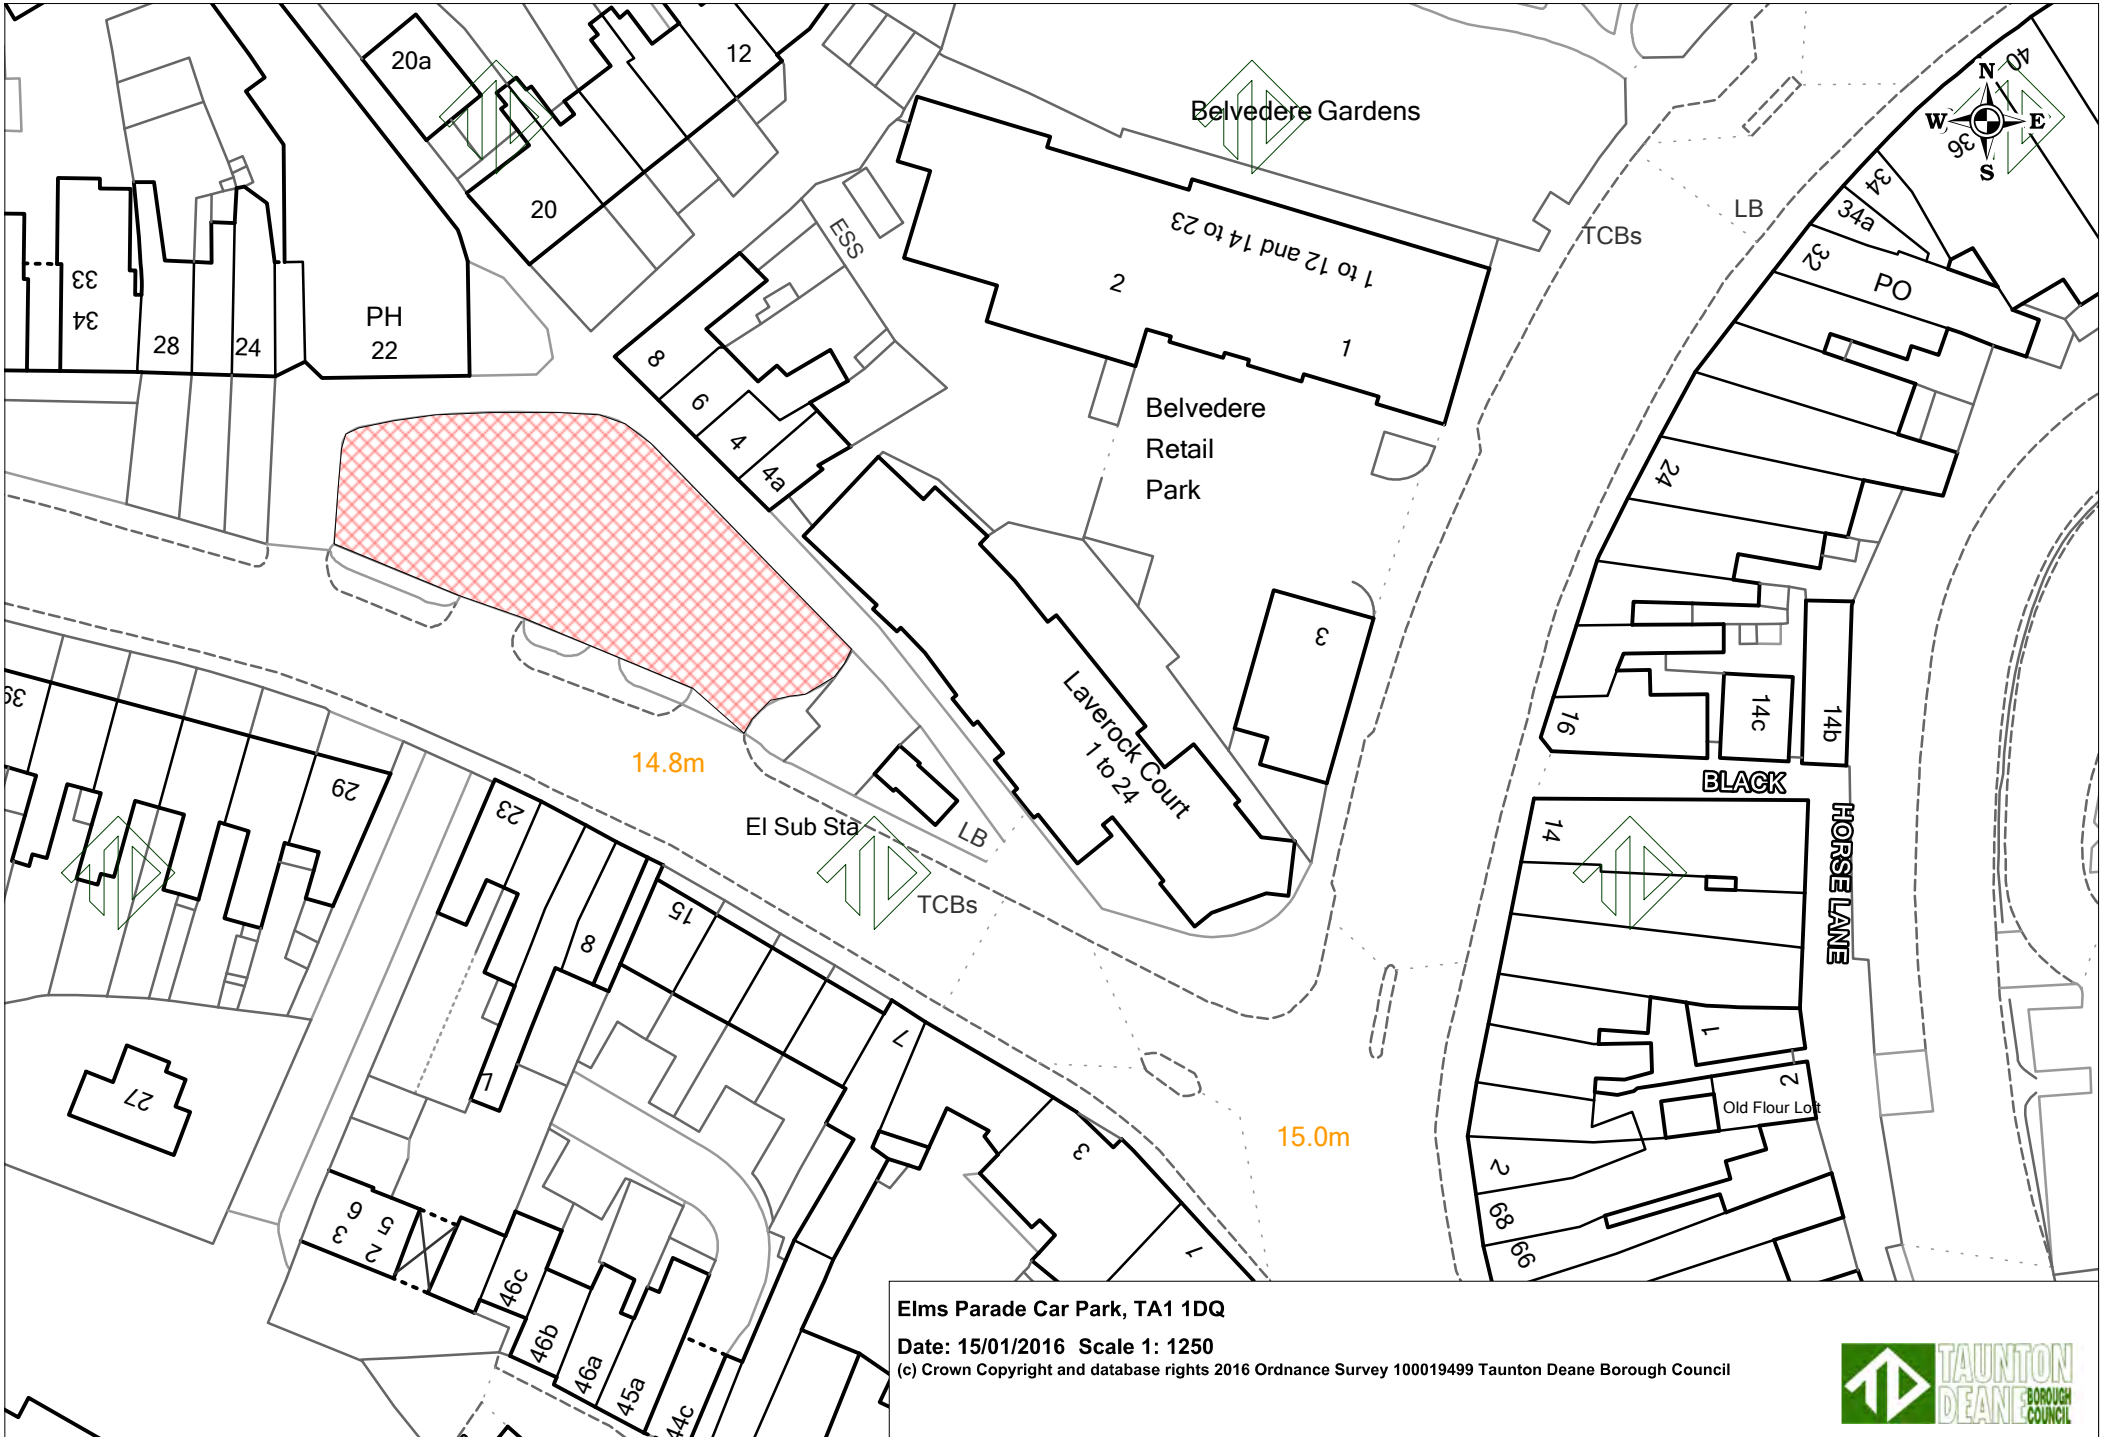 20a
12
Belvedere Gardens
40
N
W
E
S
36
34
34a
LB
TCBs
20
ESS
1 to 12 and 14 to 23
2
1
32
PO
33
34
28
24
PH
22
8
6
4
4a
Belvedere
Retail
Park
24
3
Laverock Court
1 to 24
16
14c
14b
BLACK
HORSE LANE
39
29
14.8m
23
El Sub Sta
LB
TCBs
14
8
15
7
27
1
2
Old Flour Loft
15.0m
3
1
2
68
66
6
5
3
2
46c
46b
46a
45a
44c
Elms Parade Car Park, TA1 1DQ
Date: 15/01/2016 Scale 1: 1250
(c) Crown Copyright and database rights 2016 Ordnance Survey 100019499 Taunton Deane Borough Council
TAUNTON
DEANE BOROUGH
COUNCIL